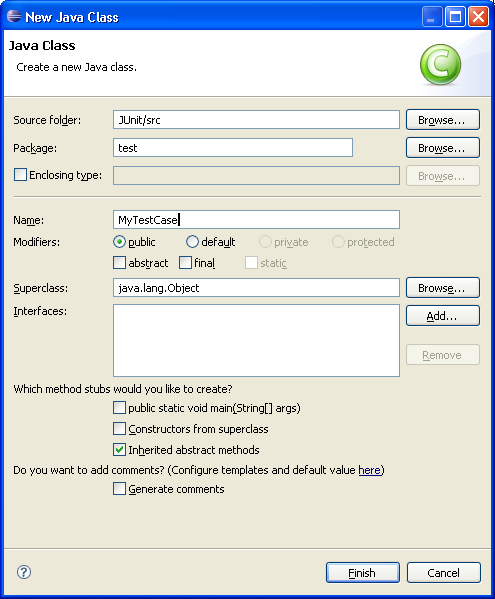 New Java Class
Java Class
Create a new Java class.
C
Source folder: JUnit/src Browse...
Package: test Browse...
Enclosing type: Browse...
Name: MyTestCase
Modifiers: public default private protected
abstract final static
Superclass: java.lang.Object Browse...
Interfaces: Add...
Remove
Which method stubs would you like to create?
public static void main(String[] args)
Constructors from superclass
Inherited abstract methods
Do you want to add comments? (Configure templates and default value here)
Generate comments
? Finish Cancel